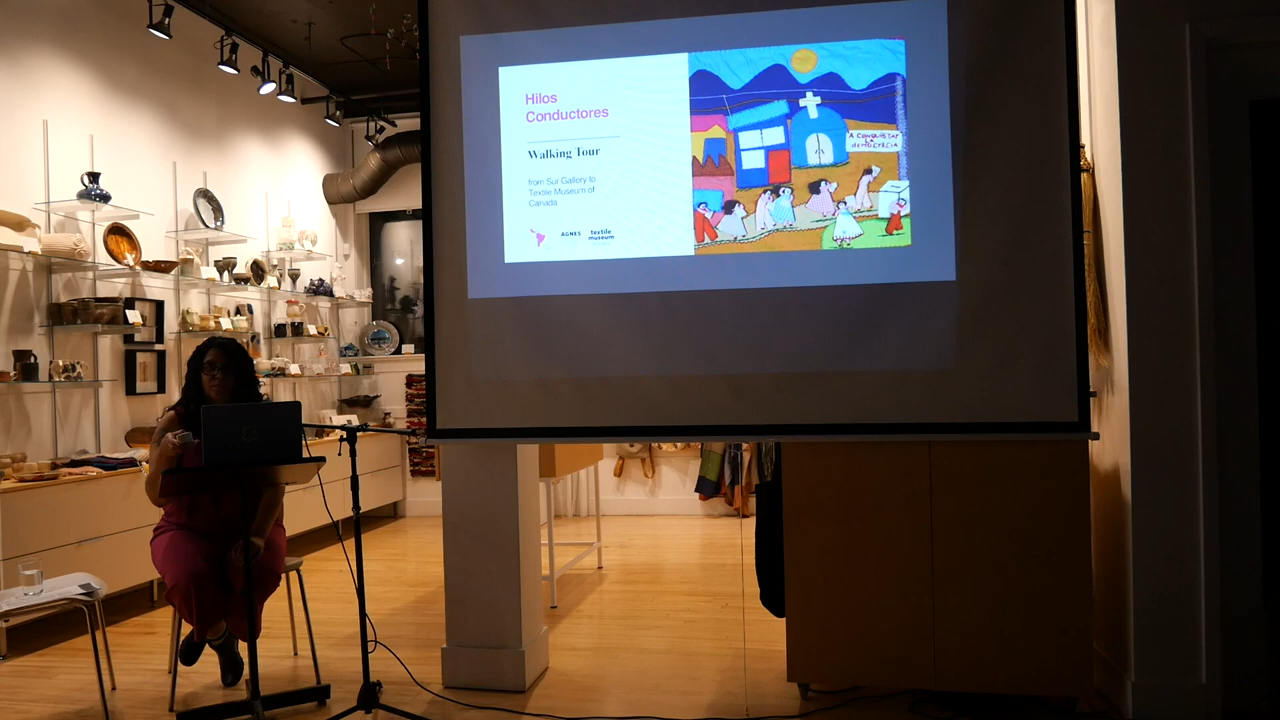 Hilos
Conductores
Walking Tour
from Sur Gallery to
Textile Museum of
Canada
AGNES
textile
museum
A CONQUISTAR
LA
DEMOCRACIA